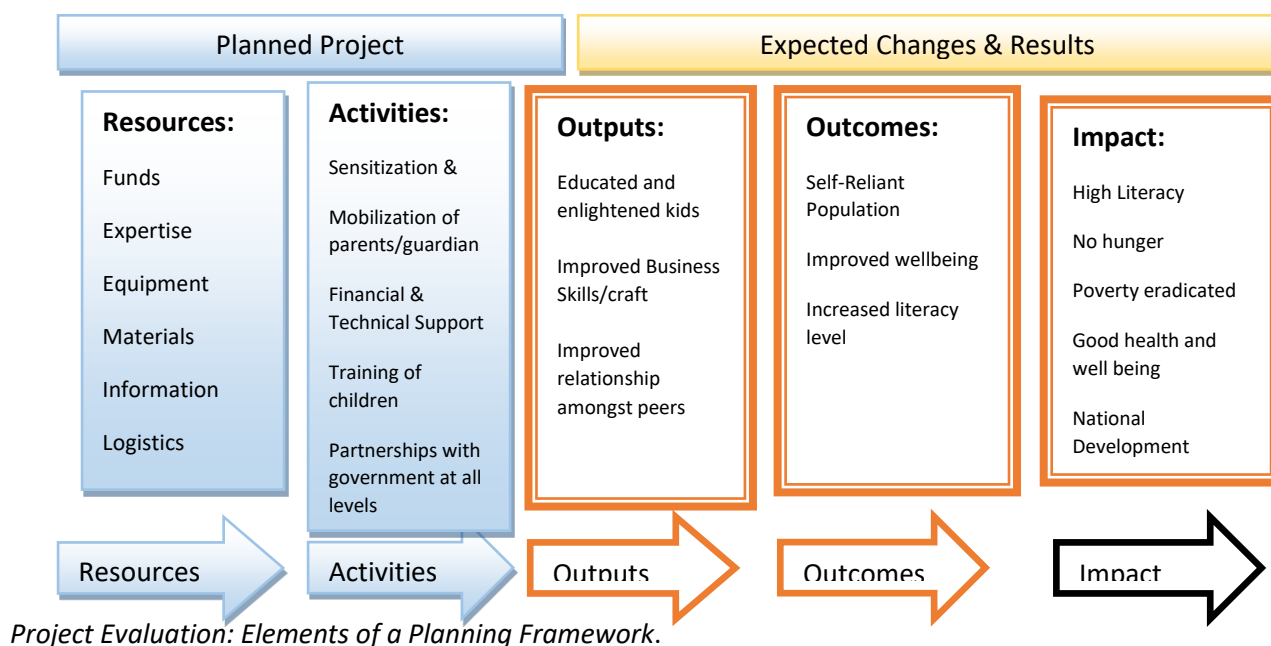 Planned Project
Expected Changes & Results
Resources:
Funds
Expertise
Equipment
Materials
Information
Logistics
Activities:
Sensitization &
Mobilization of
parents/guardian
Financial &
Technical Support
Training of
children
Partnerships with
government at all
levels
Outputs:
Educated and
enlightened kids
Improved Business
Skills/craft
Improved
relationship
amongst peers
Outcomes:
Self-Reliant
Population
Improved wellbeing
Increased literacy
level
Impact:
High Literacy
No hunger
Poverty eradicated
Good health and
well being
National
Development
Resources
Activities
Outputs
Outcomes
Impact
Project Evaluation: Elements of a Planning Framework.